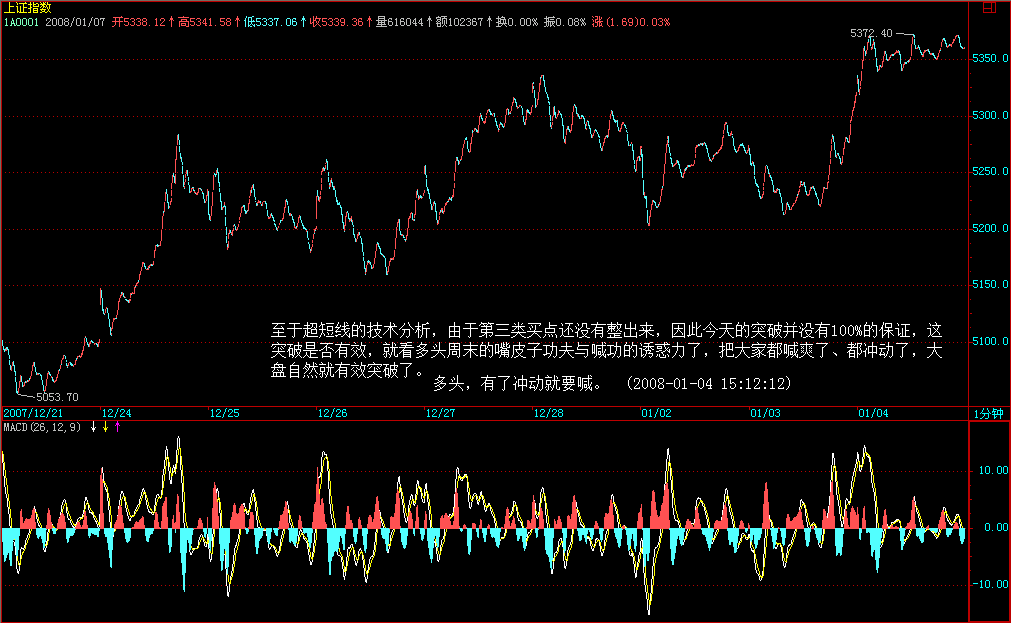 上证指数
1A0001 2008/01/07 开5338.12↑高5341.58↑低5337.06↑收5339.36↑量616044↑额102367↑换0.00% 振0.08% 涨(1.69)0.03%
5372.40
5350.0
5300.0
5250.0
5200.0
5150.0
至于超短线的技术分析，由于第三类买点还没有整出来，因此今天的突破并没有100%的保证，这
5100.0
突破是否有效，就看多头周末的嘴皮子功夫与喊功的诱惑力了，把大家都喊爽了、都冲动了，大
盘自然就有效突破了。
多头，有了冲动就要喊。 （2008-01-04 15:12:12）
5053.70
2007/12/21 12/24 12/25 12/26 12/27 12/28 01/02 01/03 01/04 1分钟
MACD(26,12,9) ↓ ↓ ↑
10.00
0.00
-10.00